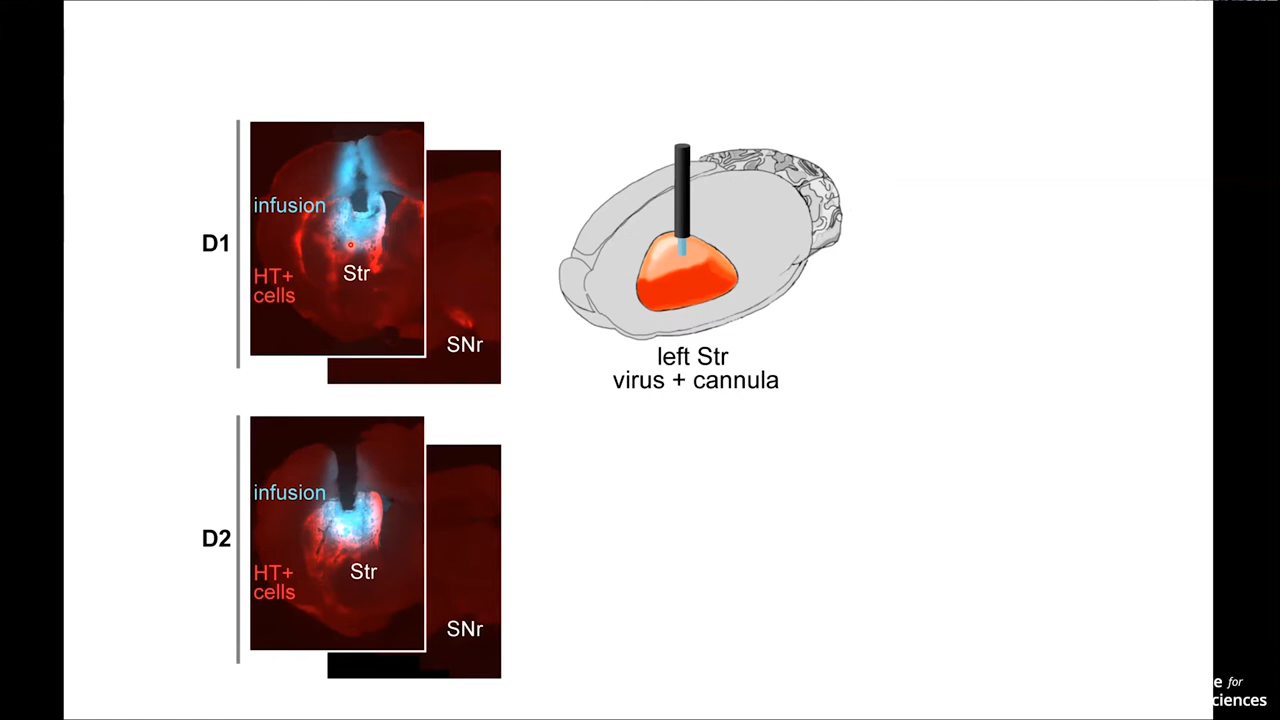 D1
infusion
HT+
cells
Str
SNr
left Str
virus + cannula
D2
infusion
HT+
cells
Str
SNr
e for
ciences